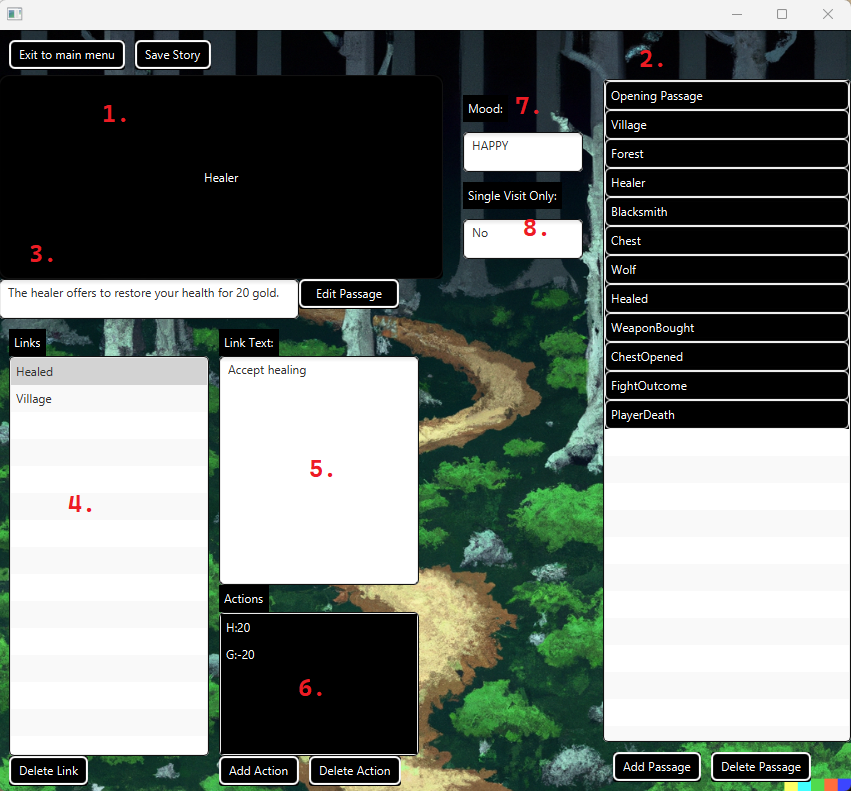 Exit to main menu
Save Story
1.
Healer
3.
The healer offers to restore your health for 20 gold.
Edit Passage
Mood:
7.
HAPPY
Single Visit Only:
8.
No
2.
Opening Passage
Village
Forest
Healer
Blacksmith
Chest
Wolf
Healed
WeaponBought
ChestOpened
FightOutcome
PlayerDeath
Links
Healed
Village
4.
Delete Link
Link Text:
Accept healing
5.
Actions
H:20
G:-20
6.
Add Action
Delete Action
Add Passage
Delete Passage